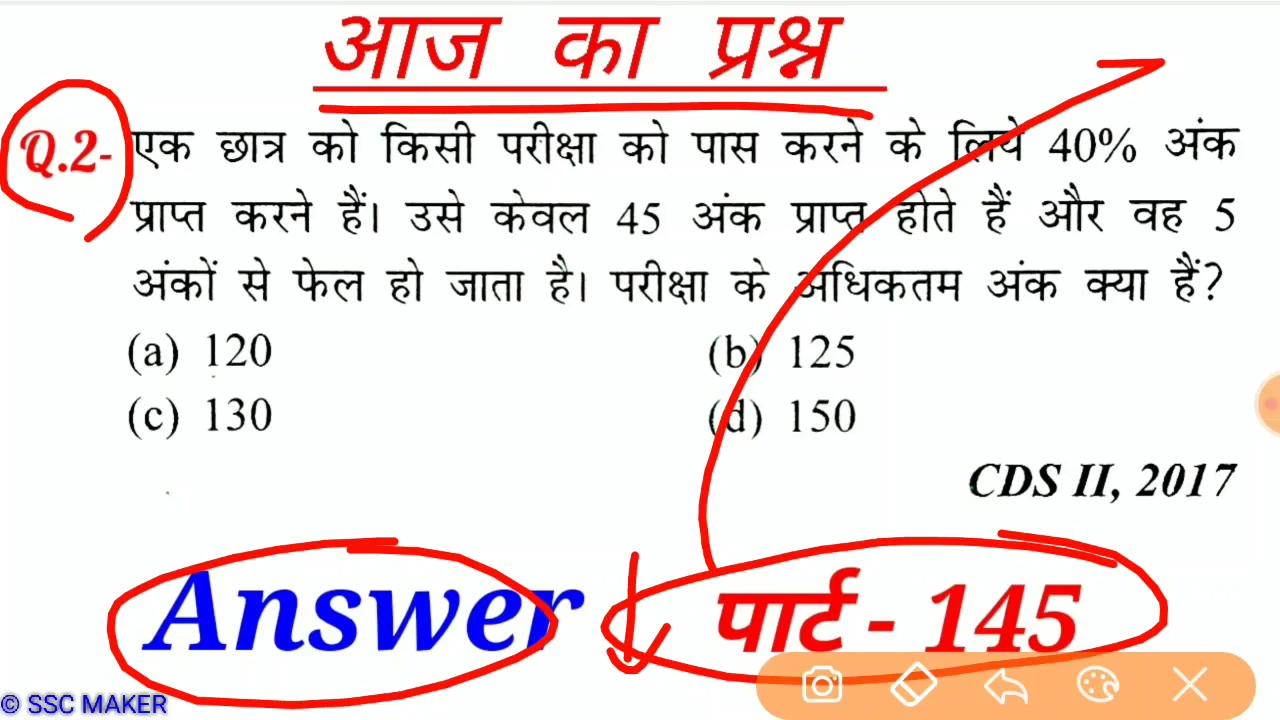 आज का प्रश्न
Q.2- एक छात्र को किसी परीक्षा को पास करने के लिये 40% अंक
प्राप्त करने हैं। उसे केवल 45 अंक प्राप्त होते हैं और वह 5
अंकों से फेल हो जाता है। परीक्षा के अधिकतम अंक क्या हैं?
(a) 120 (b) 125
(c) 130 (d) 150
CDS II, 2017
Answer पार्ट - 145
© SSC MAKER